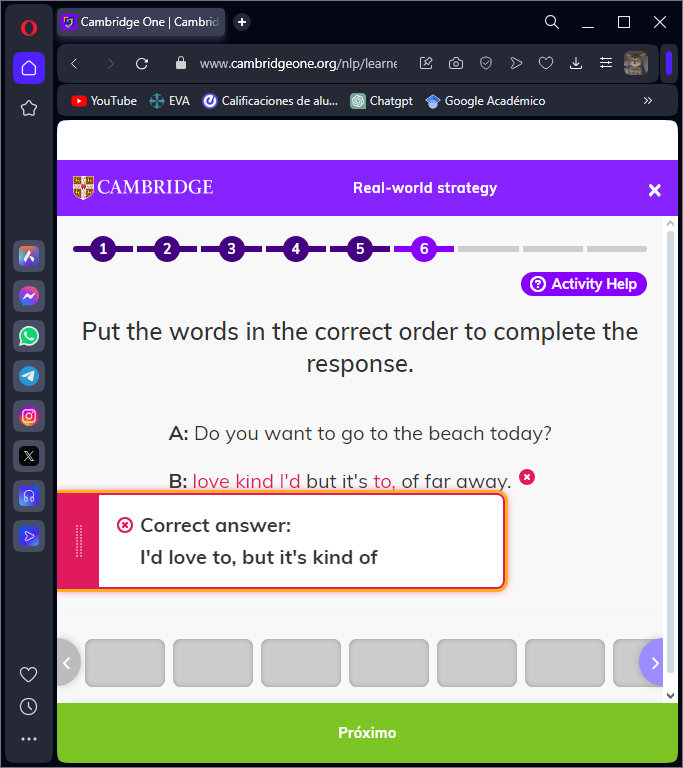 Cambridge One | Cambrid
www.cambridgeone.org/nlp/learne
YouTube EVA Calificaciones de alu... Chatgpt Google Académico
CAMBRIDGE Real-world strategy
1 2 3 4 5 6
Activity Help
Put the words in the correct order to complete the
response.
A: Do you want to go to the beach today?
B: love kind I'd but it's to, of far away.
Correct answer:
I'd love to, but it's kind of
Próximo